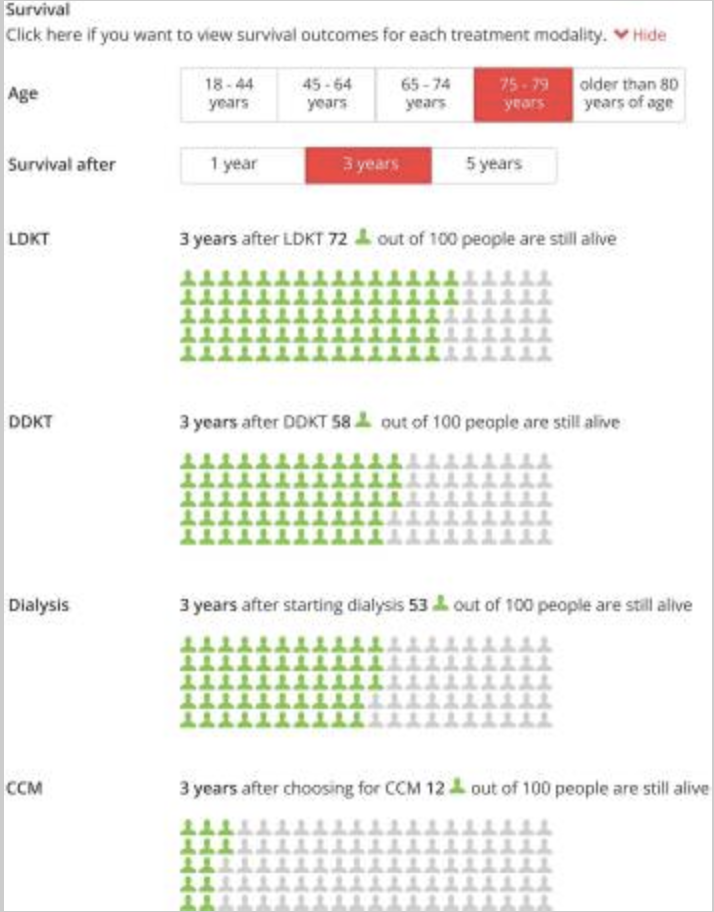 Survival
Click here if you want to view survival outcomes for each treatment modality. Hide
Age
18 - 44 years
45 - 64 years
65 - 74 years
75 - 79 years
older than 80 years of age
Survival after
1 year
3 years
5 years
LDKT
3 years after LDKT 72 out of 100 people are still alive
DDKT
3 years after DDKT 58 out of 100 people are still alive
Dialysis
3 years after starting dialysis 53 out of 100 people are still alive
CCM
3 years after choosing for CCM 12 out of 100 people are still alive